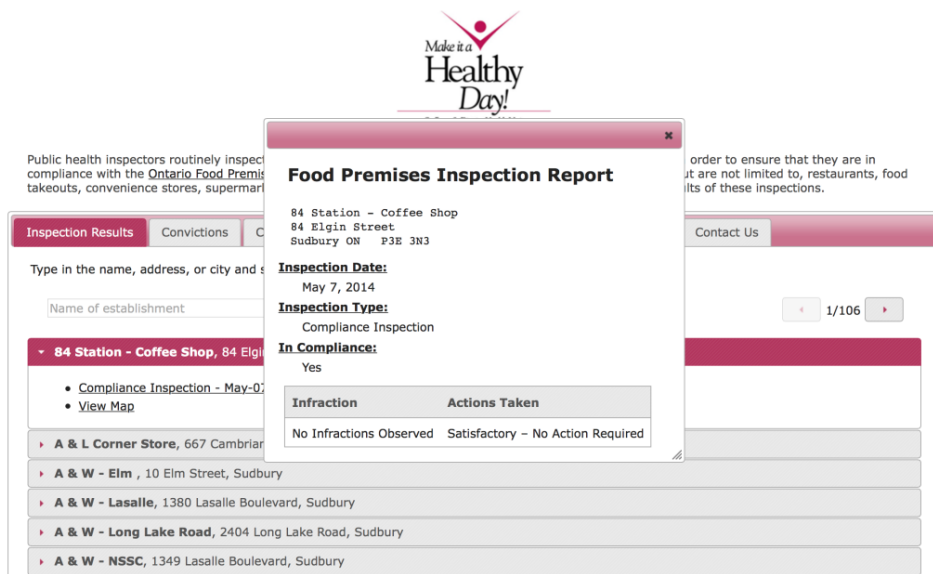 Make it a
Healthy
Day!
Public health inspectors routinely inspect
order to ensure that they are in
compliance with the Ontario Food Premis
ut are not limited to, restaurants, food
takeouts, convenience stores, supermark
lts of these inspections.
Food Premises Inspection Report
84 Station - Coffee Shop
84 Elgin Street
Sudbury ON P3E 3N3
Inspection Date:
May 7, 2014
Inspection Type:
Compliance Inspection
In Compliance:
Yes
Infraction Actions Taken
No Infractions Observed Satisfactory – No Action Required
Inspection Results Convictions C Contact Us
Type in the name, address, or city and s
Name of establishment 1/106
84 Station - Coffee Shop, 84 Elgi
Compliance Inspection - May-07
View Map
A & L Corner Store, 667 Cambrian
A & W - Elm , 10 Elm Street, Sudbury
A & W - Lasalle, 1380 Lasalle Boulevard, Sudbury
A & W - Long Lake Road, 2404 Long Lake Road, Sudbury
A & W - NSSC, 1349 Lasalle Boulevard, Sudbury